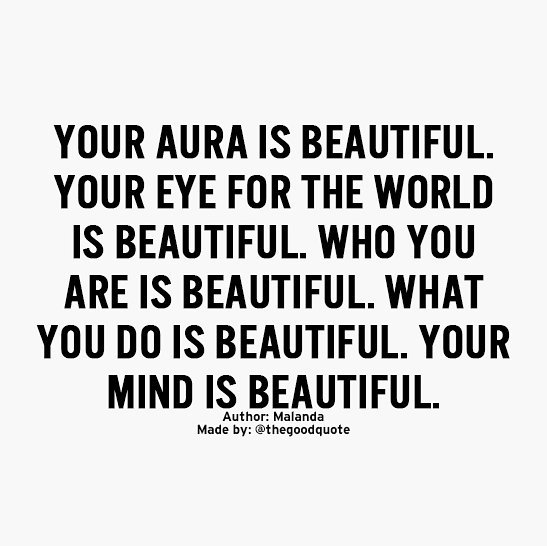 YOUR AURA IS BEAUTIFUL.
YOUR EYE FOR THE WORLD
IS BEAUTIFUL. WHO YOU
ARE IS BEAUTIFUL. WHAT
YOU DO IS BEAUTIFUL. YOUR
MIND IS BEAUTIFUL.
Author: Malanda
Made by: @thegoodquote